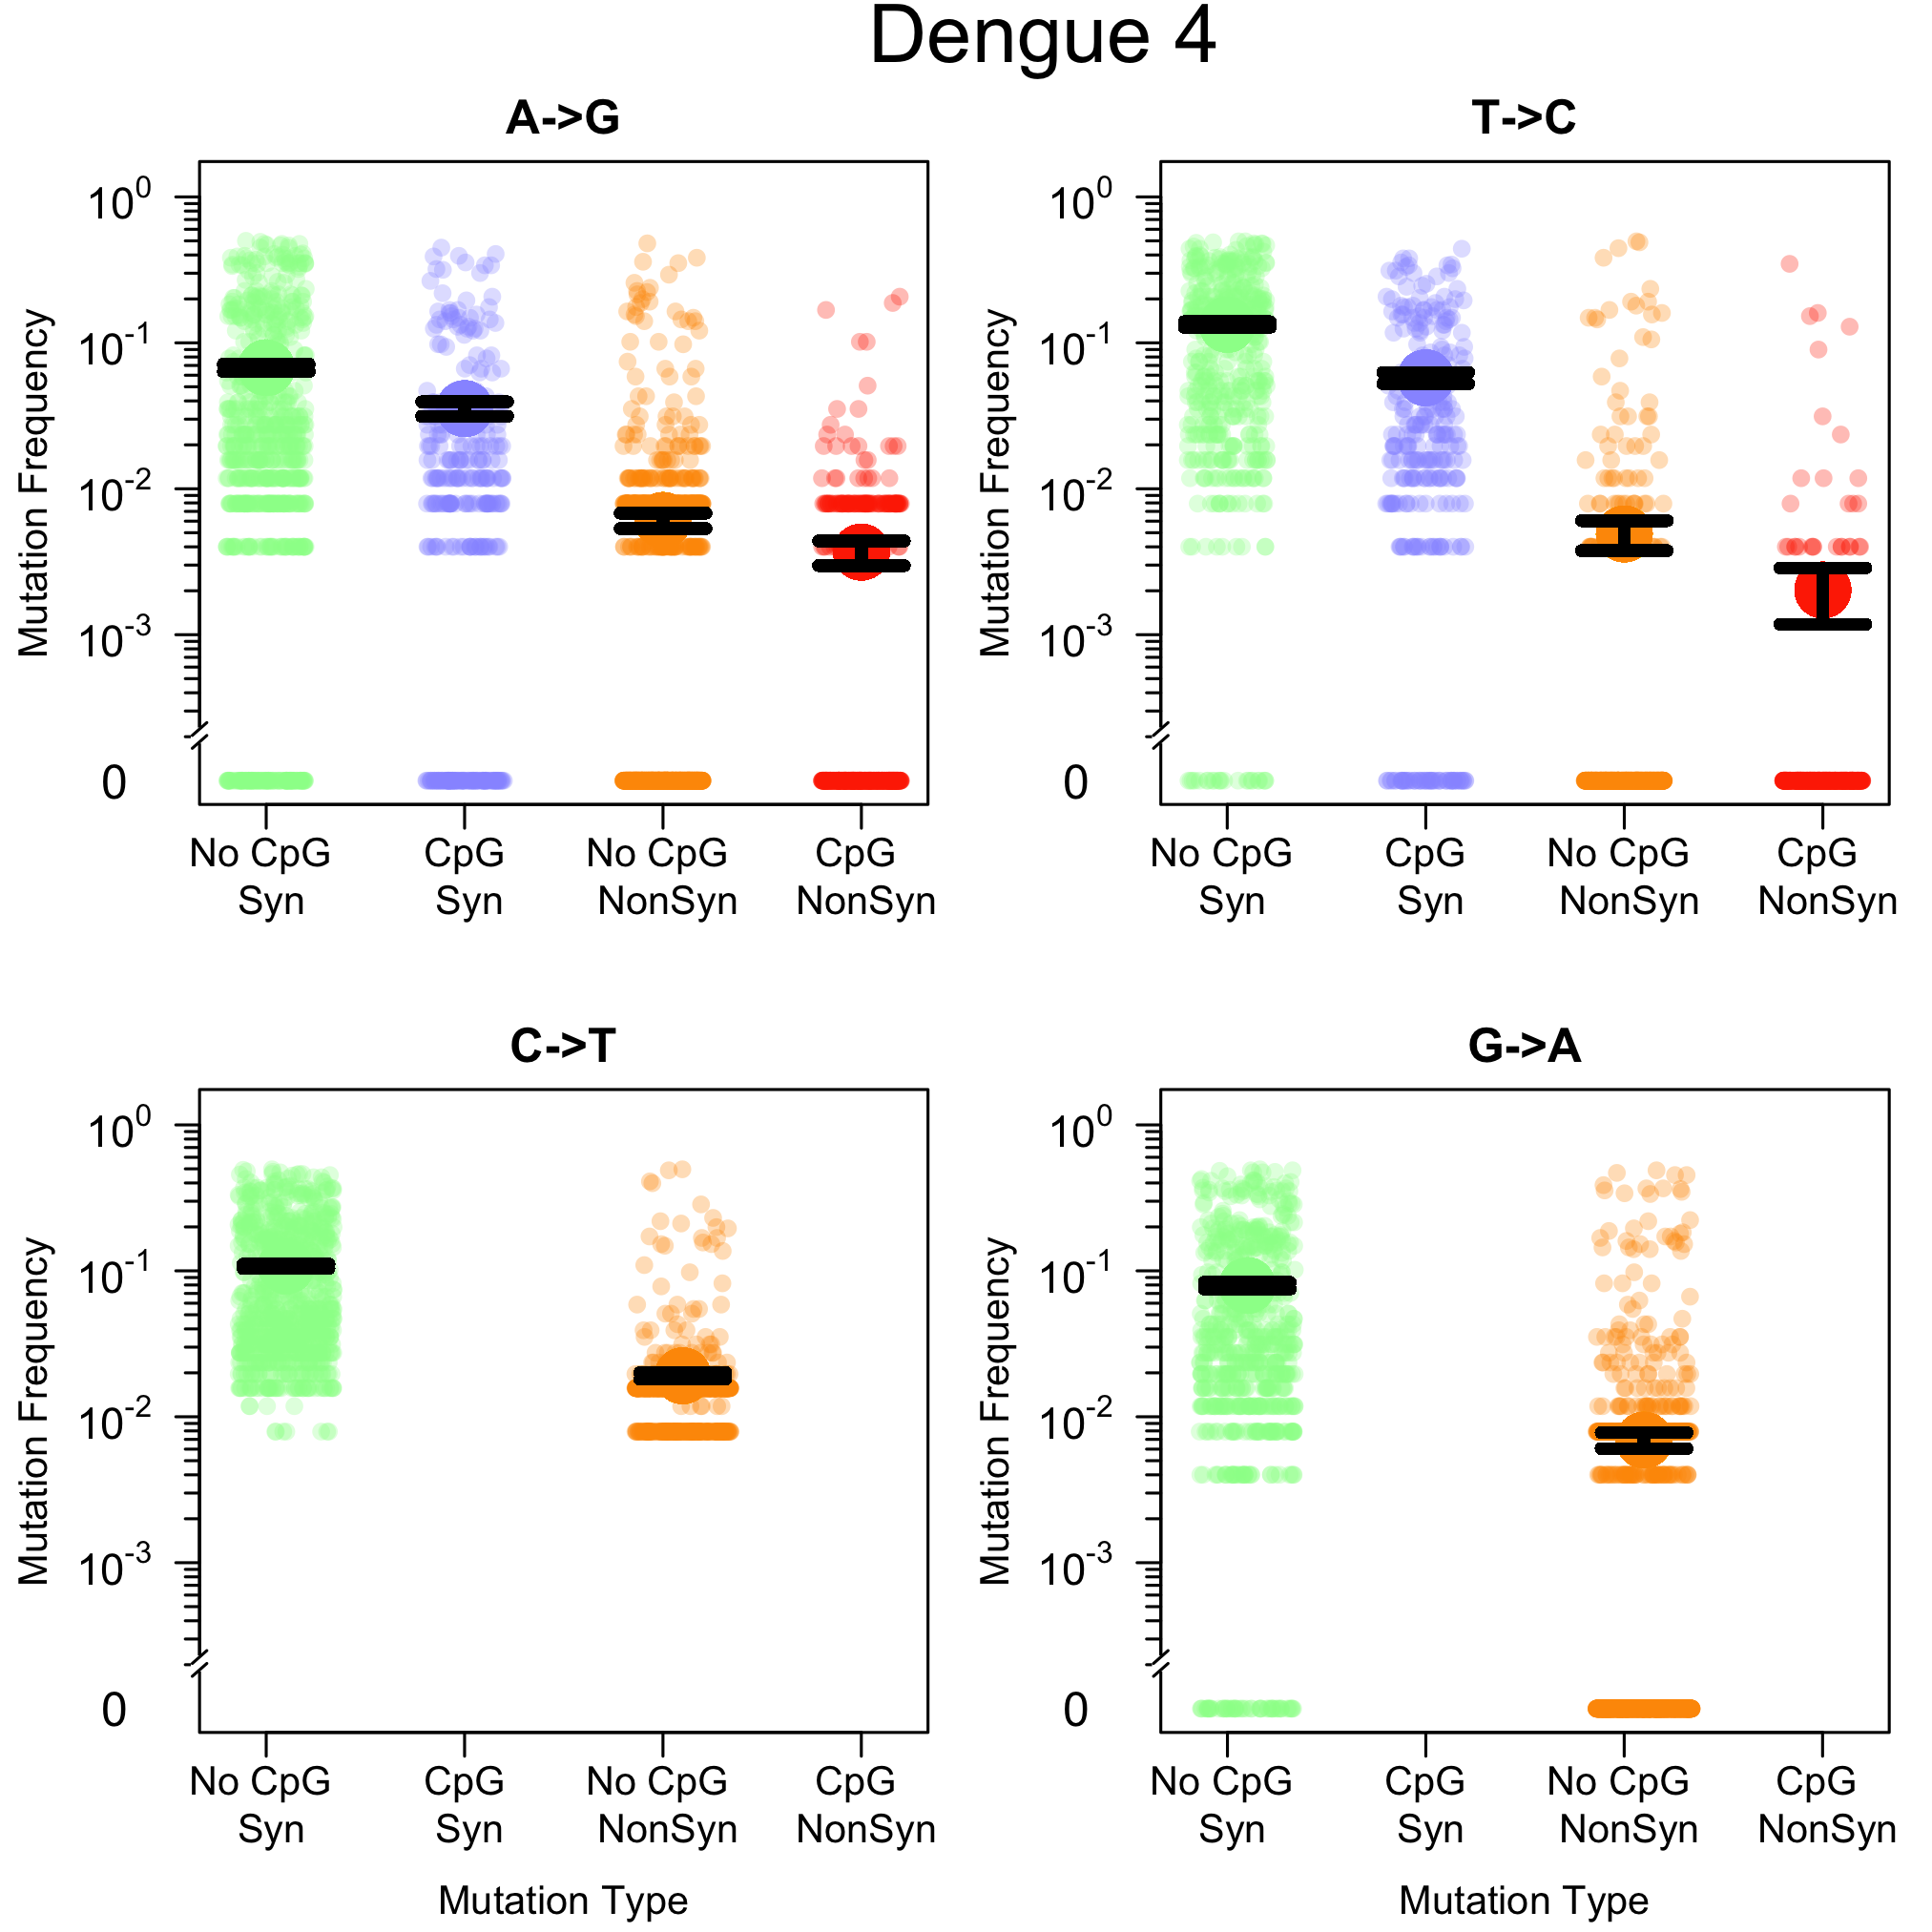 Dengue 4
A->G
Mutation Frequency
10^0
10^-1
10^-2
10^-3
0
No CpG CpG No CpG CpG
Syn Syn NonSyn NonSyn
T->C
Mutation Frequency
10^0
10^-1
10^-2
10^-3
0
No CpG CpG No CpG CpG
Syn Syn NonSyn NonSyn
C->T
Mutation Frequency
10^0
10^-1
10^-2
10^-3
0
No CpG CpG No CpG CpG
Syn Syn NonSyn NonSyn
Mutation Type
G->A
Mutation Frequency
10^0
10^-1
10^-2
10^-3
0
No CpG CpG No CpG CpG
Syn Syn NonSyn NonSyn
Mutation Type